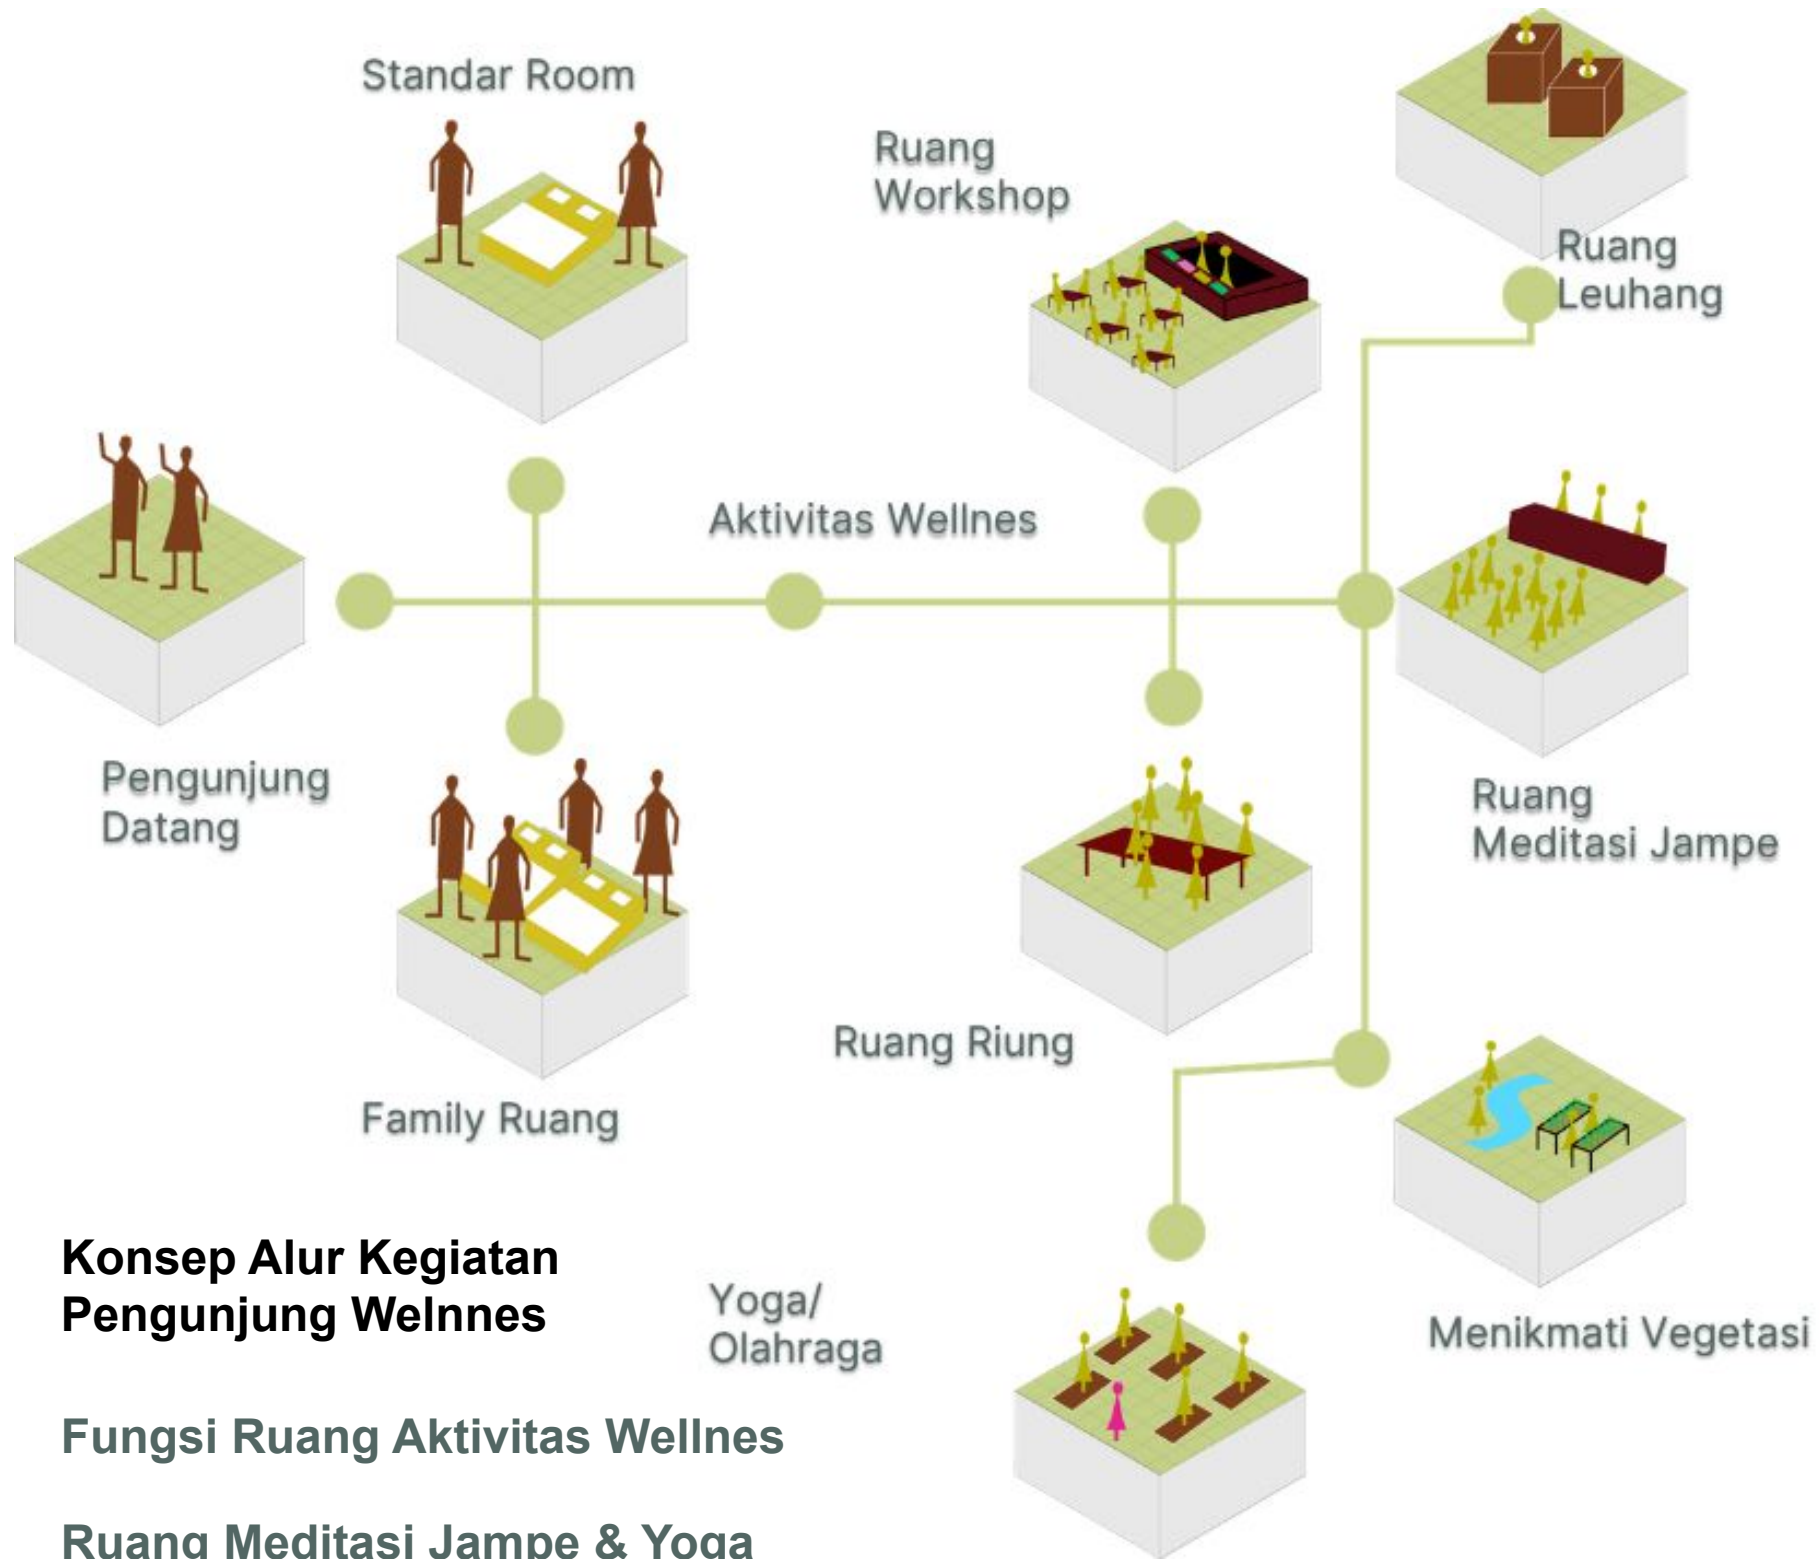 Standar Room
Ruang
Workshop
Ruang
Leuhang
Aktivitas Wellnes
Pengunjung
Datang
Ruang
Meditasi Jampe
Ruang Riung
Family Ruang
Konsep Alur Kegiatan
Pengunjung Welnnes
Yoga/
Olahraga
Menikmati Vegetasi
Fungsi Ruang Aktivitas Wellnes
Ruang Meditasi Jampe & Yoga